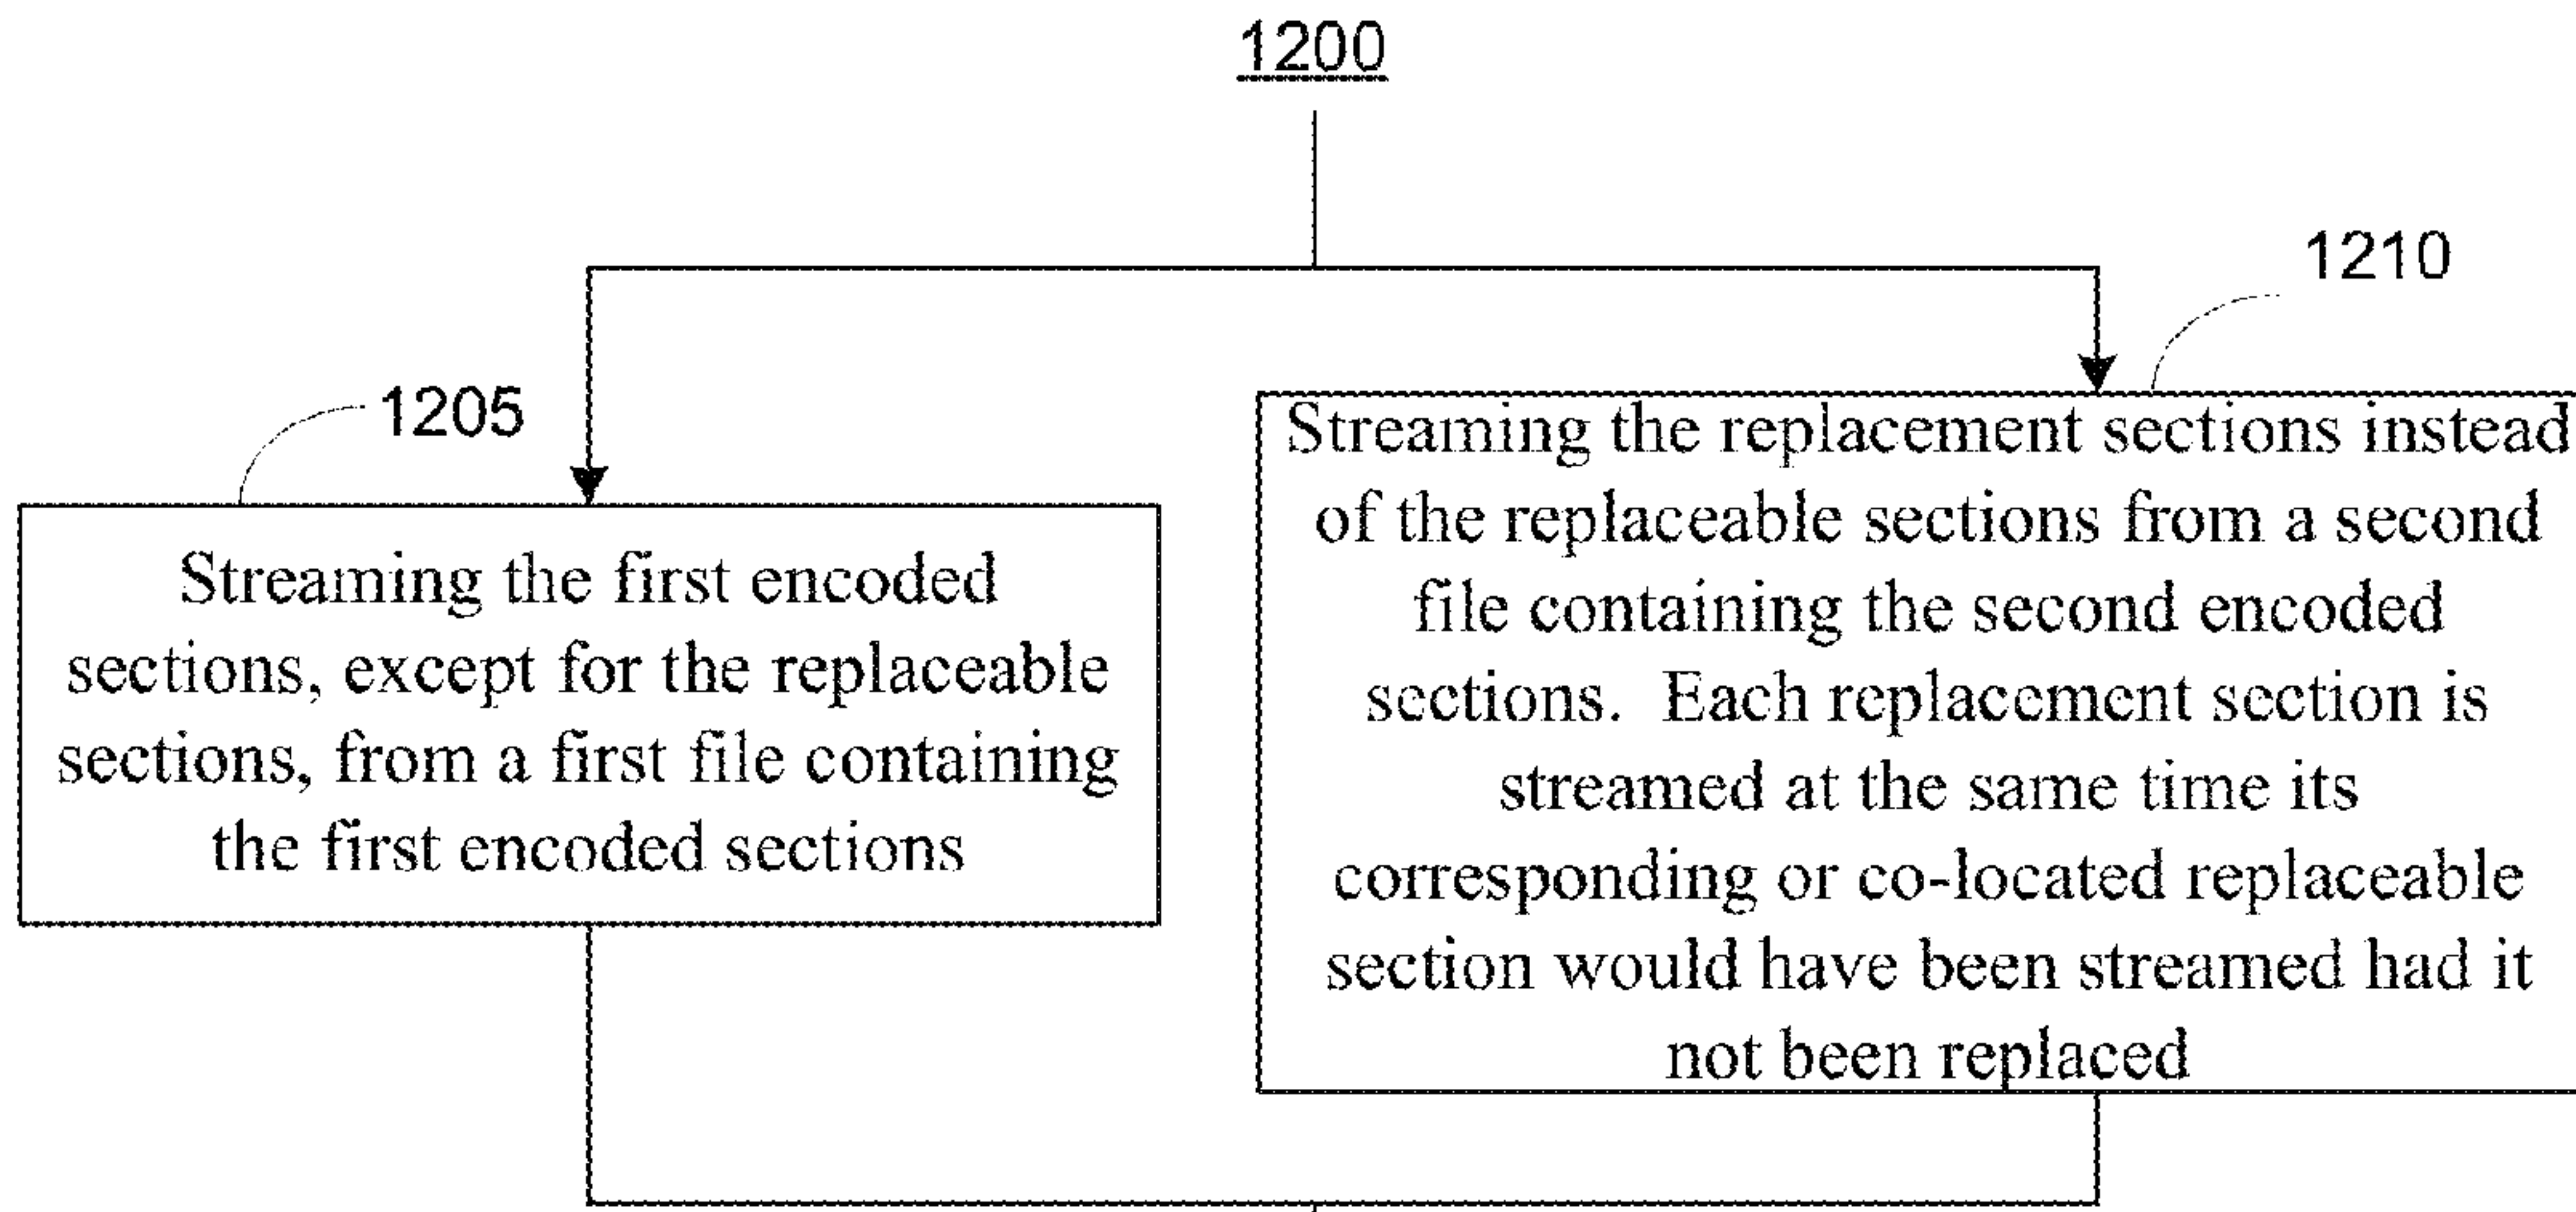 1200
1210
1205
Streaming the first encoded
sections, except for the replaceable
sections, from a first file containing
the first encoded sections
Streaming the replacement sections instead
of the replaceable sections from a second
file containing the second encoded
sections.  Each replacement section is
streamed at the same time its
corresponding or co-located replaceable
section would have been streamed had it
not been replaced